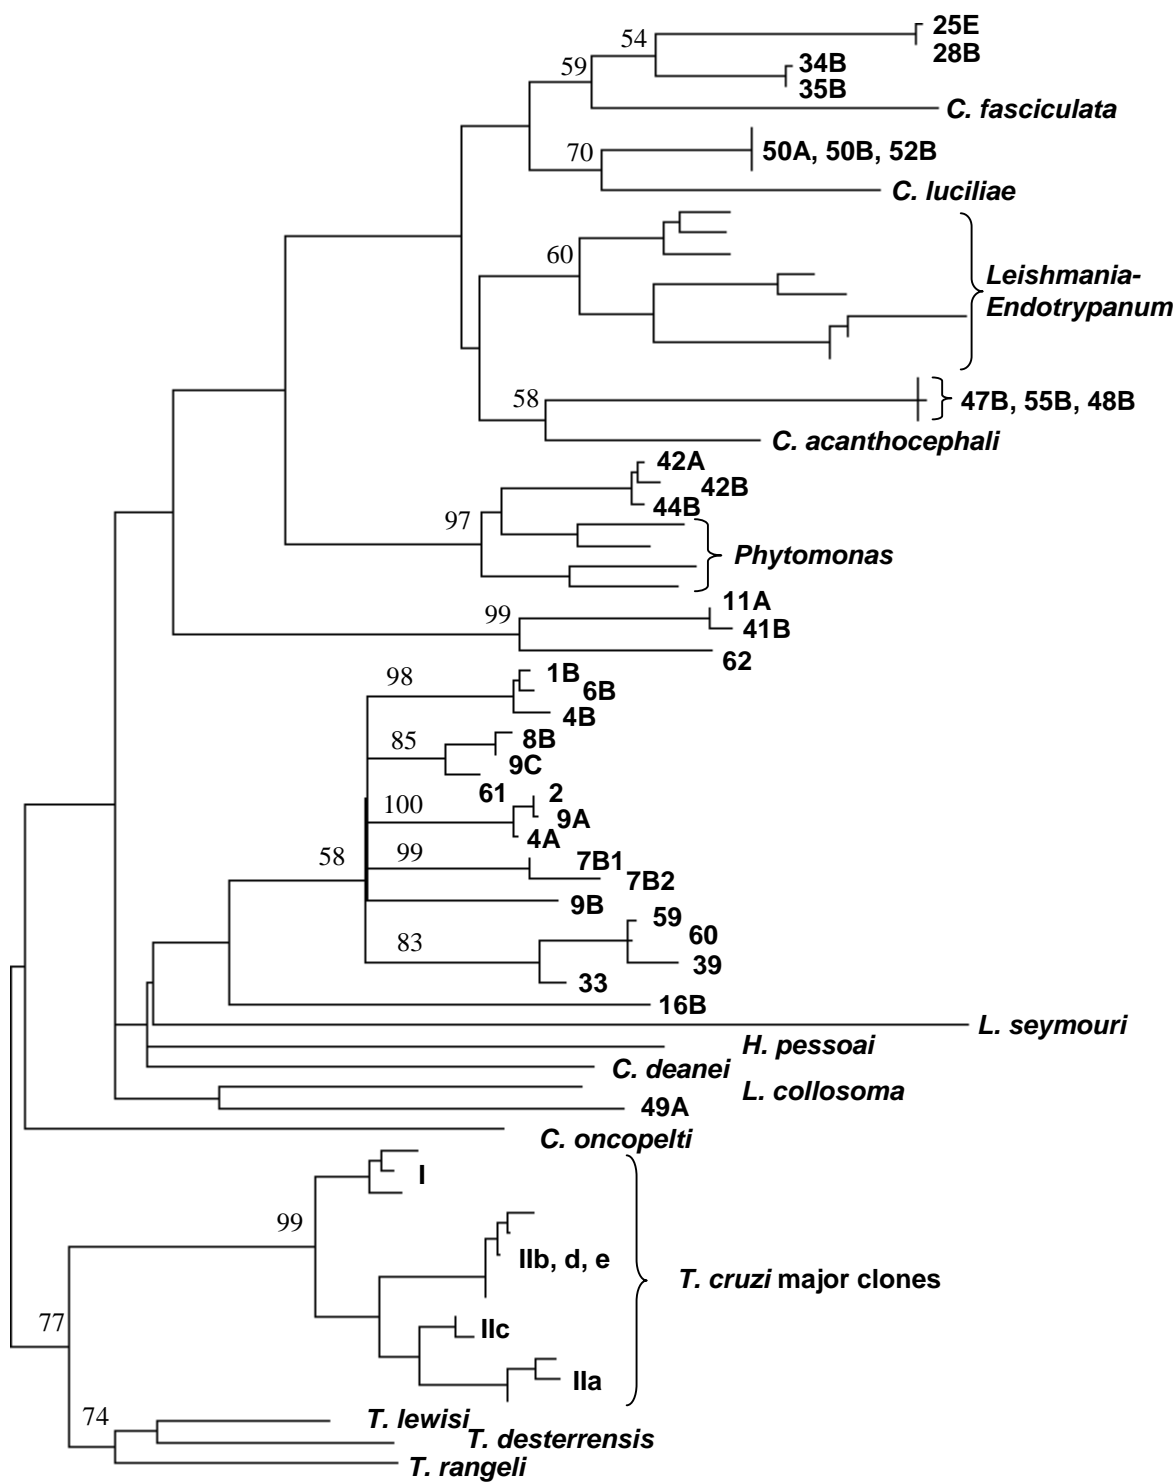 25E
54
28B
59
34B
35B
C. fasciculata
70
50A, 50B, 52B
C. luciliae
60
Leishmania-
Endotrypanum
58
47B, 55B, 48B
C. acanthocephali
42A
42B
44B
97
Phytomonas
11A
99
41B
62
98
1B
6B
4B
85
8B
9C
61
2
100
9A
4A
58
99
7B1
7B2
9B
59
60
83
39
33
16B
L. seymouri
H. pessoai
C. deanei
L. collosoma
49A
C. oncopelti
I
99
IIb, d, e
T. cruzi major clones
77
IIc
IIa
74
T. lewisi
T. desterrensis
T. rangeli